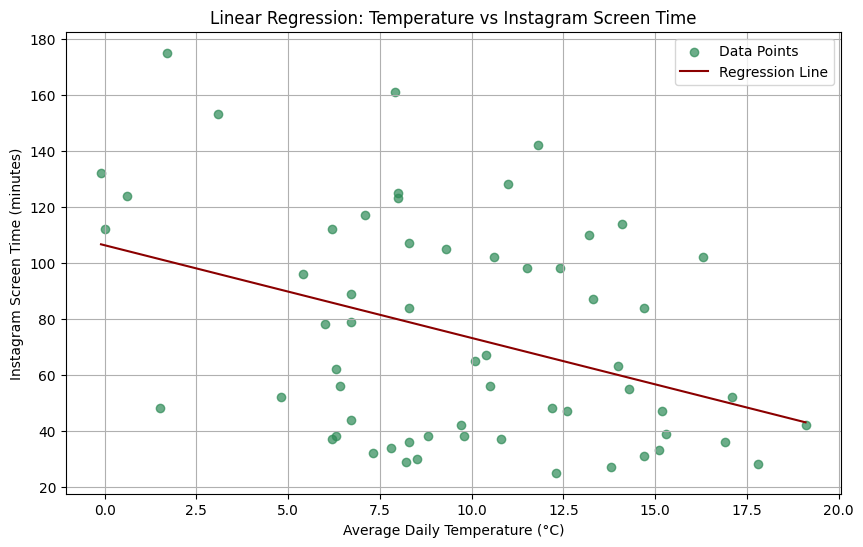 Linear Regression: Temperature vs Instagram Screen Time
Data Points
Regression Line
Instagram Screen Time (minutes)
180
160
140
120
100
80
60
40
20
0.0 2.5 5.0 7.5 10.0 12.5 15.0 17.5 20.0
Average Daily Temperature (°C)